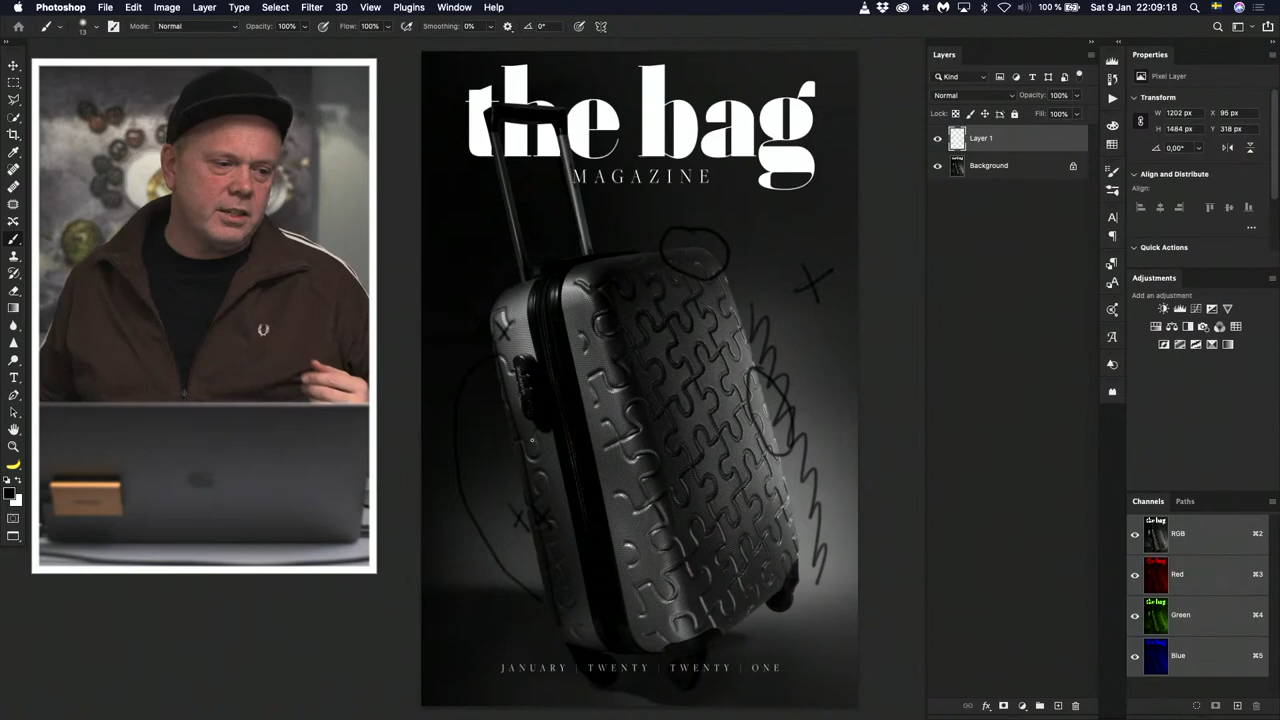 Photoshop File Edit Image Layer Type Select Filter 3D View Plugins Window Help
100 % Sat 9 Jan 22:09:18
13 Mode: Normal Opacity: 100% Flow: 100% Smoothing: 0% 0°
the bag
MAGAZINE
JANUARY | TWENTY | TWENTY | ONE
Layers
Kind
Normal Opacity: 100%
Lock: Fill: 100%
Layer 1
Background
Properties
Pixel Layer
Transform
W 1202 px X 95 px
H 1484 px Y 318 px
0,00°
Align and Distribute
Align:
Quick Actions
Adjustments
Add an adjustment
Channels Paths
RGB ⌘2
Red ⌘3
Green ⌘4
Blue ⌘5